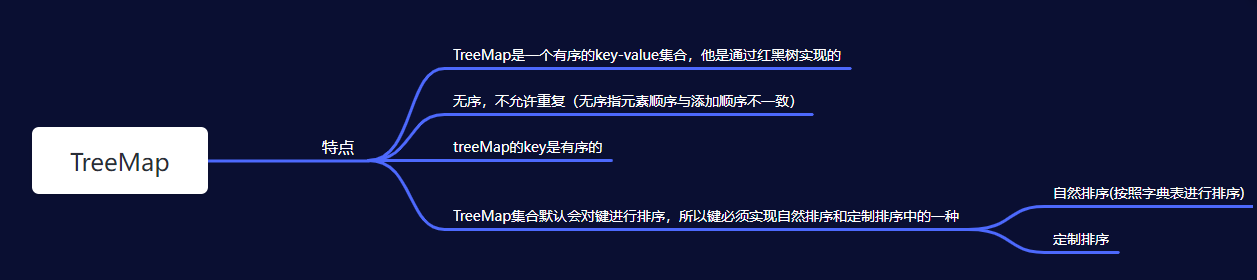 TreeMap
特点
TreeMap是一个有序的key-value集合，他是通过红黑树实现的
无序，不允许重复（无序指元素顺序与添加顺序不一致）
treeMap的key是有序的
TreeMap集合默认会对键进行排序，所以键必须实现自然排序和定制排序中的一种
自然排序(按照字典表进行排序)
定制排序